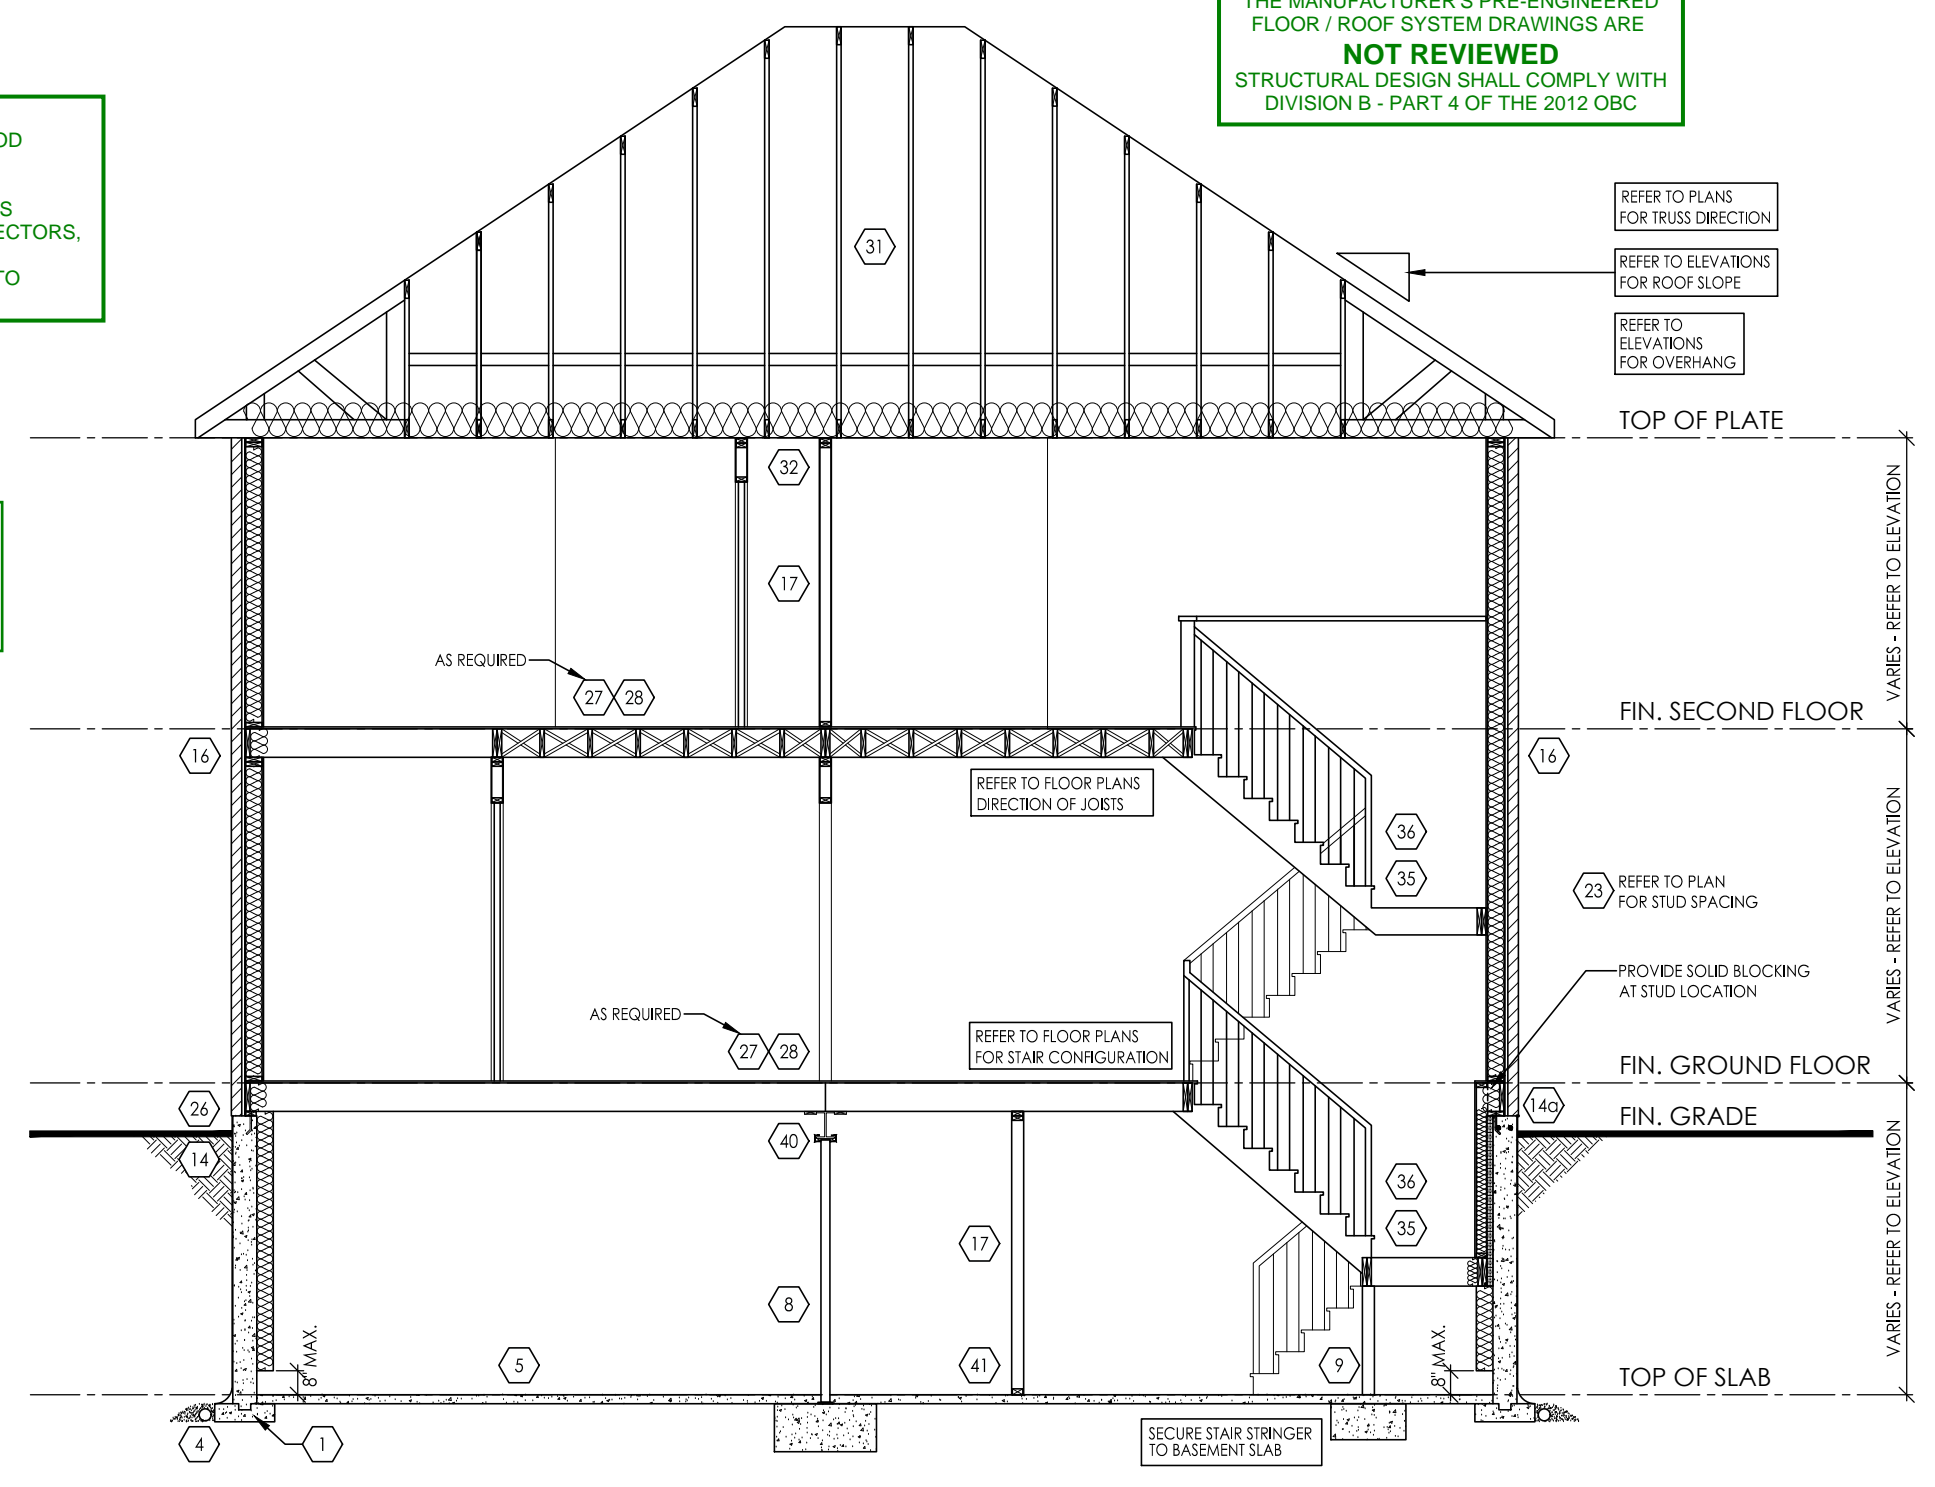 THE MANUFACTURER'S PRE-ENGINEERED
FLOOR / ROOF SYSTEM DRAWINGS ARE
NOT REVIEWED
STRUCTURAL DESIGN SHALL COMPLY WITH
DIVISION B - PART 4 OF THE 2012 OBC
TO
REFER TO PLANS
FOR TRUSS DIRECTION
REFER TO ELEVATIONS
FOR ROOF SLOPE
REFER TO
ELEVATIONS
FOR OVERHANG
31
TOP OF PLATE
32
17
VARIES - REFER TO ELEVATION
AS REQUIRED
27
28
FIN. SECOND FLOOR
16
16
REFER TO FLOOR PLANS
DIRECTION OF JOISTS
36
35
VARIES - REFER TO ELEVATION
23
REFER TO PLAN
FOR STUD SPACING
PROVIDE SOLID BLOCKING
AT STUD LOCATION
AS REQUIRED
27
28
REFER TO FLOOR PLANS
FOR STAIR CONFIGURATION
FIN. GROUND FLOOR
26
14a
FIN. GRADE
14
40
36
35
17
VARIES - REFER TO ELEVATION
8
8" MAX.
5
41
9
8" MAX.
TOP OF SLAB
4
1
SECURE STAIR STRINGER
TO BASEMENT SLAB